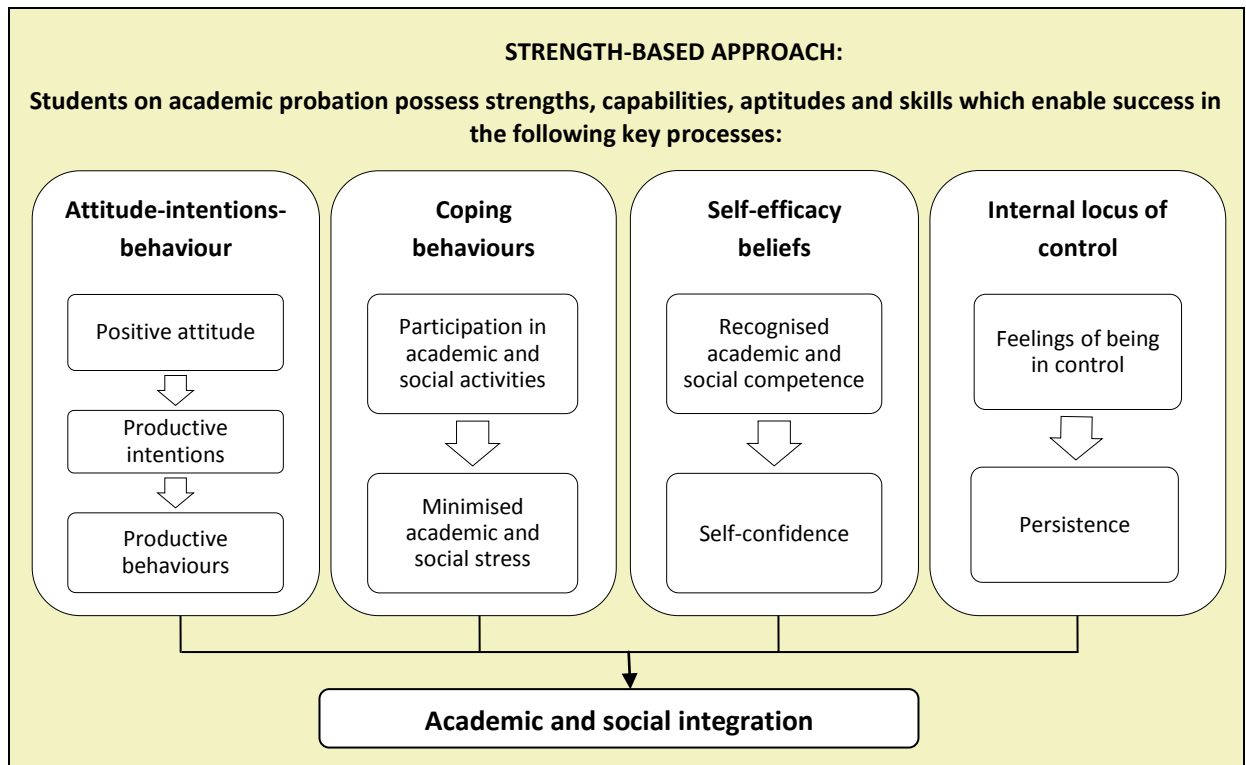 STRENGTH-BASED APPROACH:
Students on academic probation possess strengths, capabilities, aptitudes and skills which enable success in
the following key processes:
Attitude-intentions-
behaviour
Positive attitude
Productive
intentions
Productive
behaviours
Coping
behaviours
Participation in
academic and
social activities
Minimised
academic and
social stress
Self-efficacy
beliefs
Recognised
academic and
social competence
Self-confidence
Internal locus of
control
Feelings of being
in control
Persistence
Academic and social integration